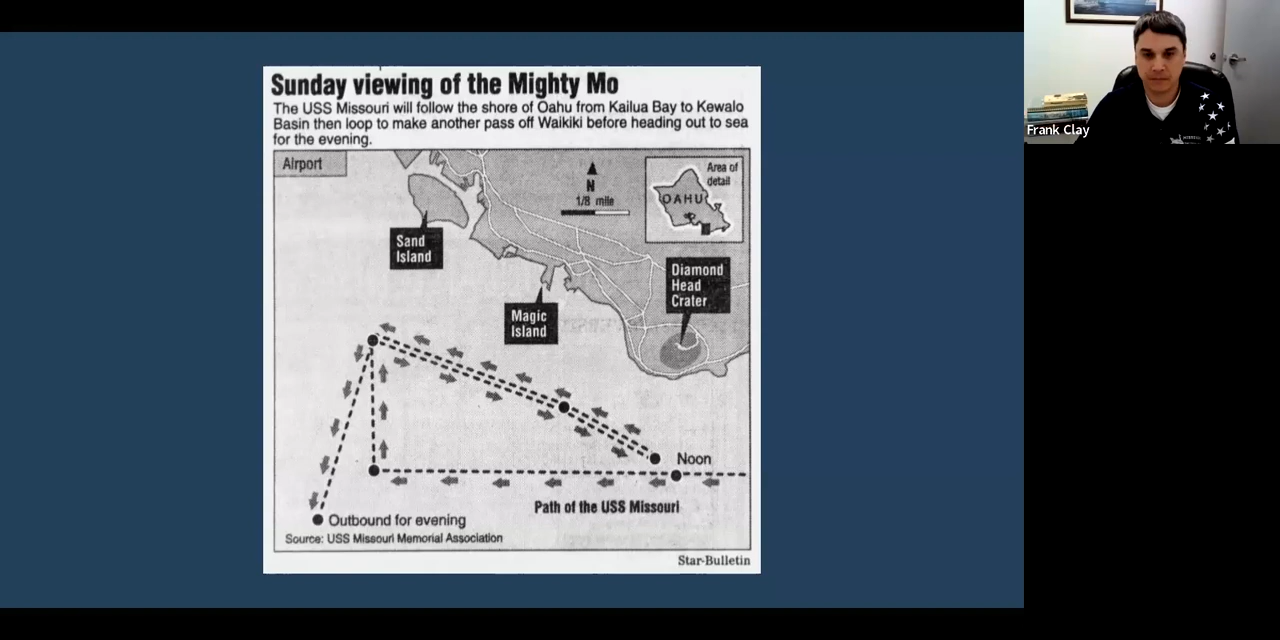 Sunday viewing of the Mighty Mo
The USS Missouri will follow the shore of Oahu from Kailua Bay to Kewalo
Basin then loop to make another pass off Waikiki before heading out to sea
for the evening.
Airport
N
1/8 mile
Area of
detail
OAHU
Sand
Island
Magic
Island
Diamond
Head
Crater
Noon
Path of the USS Missouri
Outbound for evening
Source: USS Missouri Memorial Association
Star-Bulletin
Frank Clay